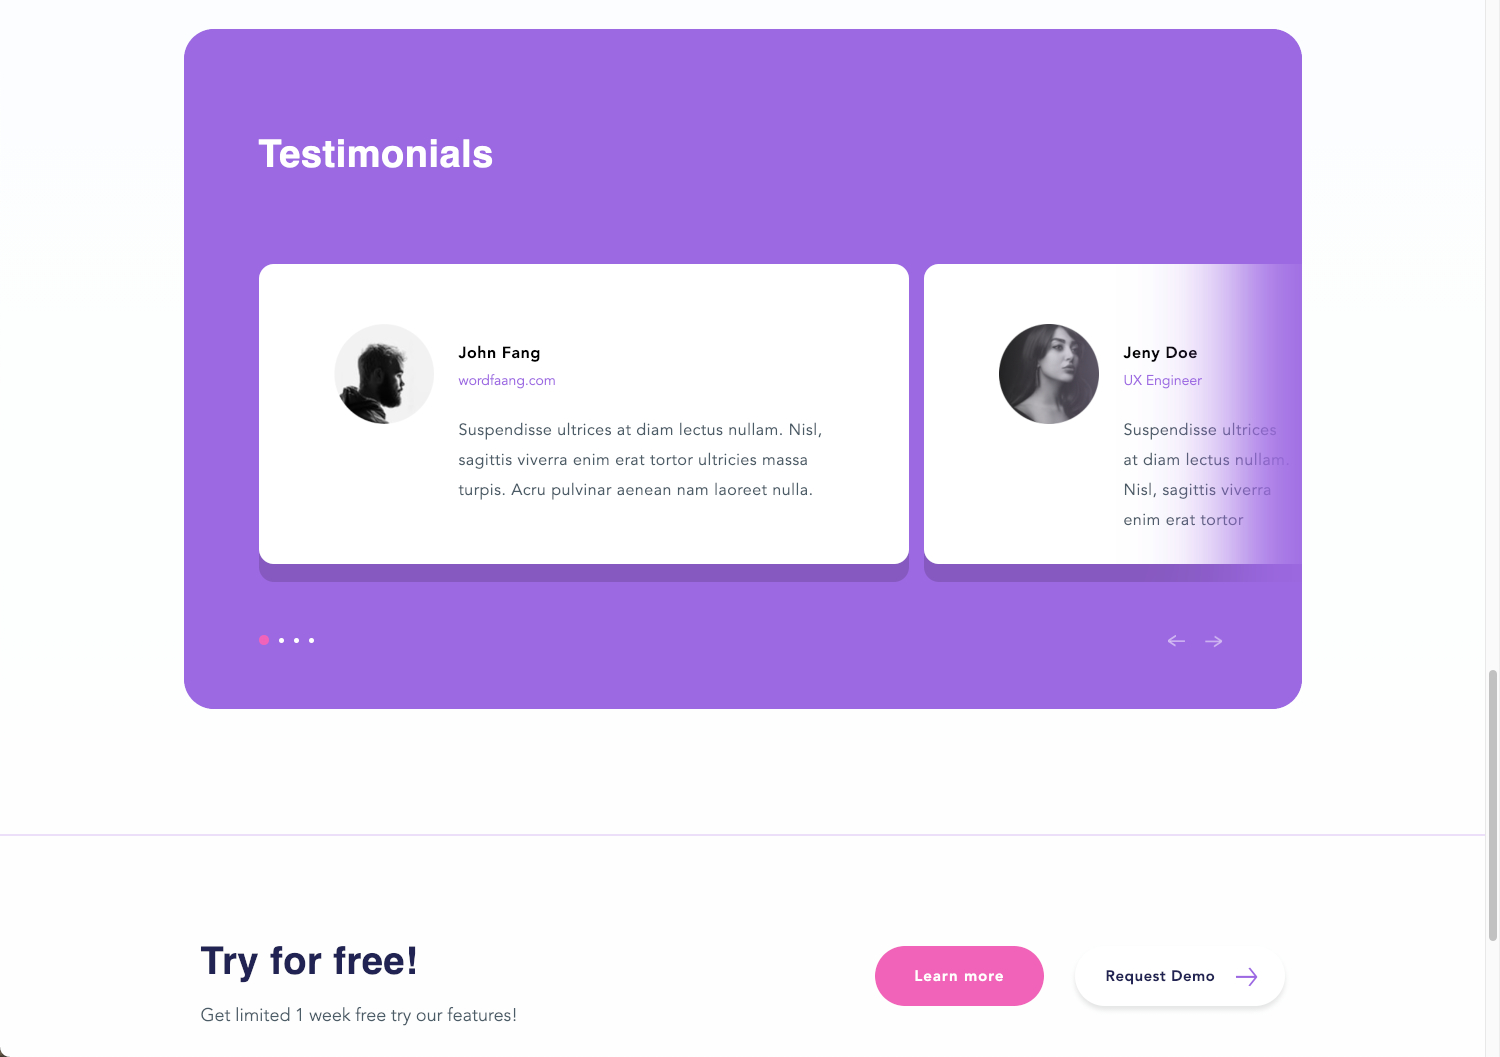 Testimonials
John Fang
wordfaang.com
Suspendisse ultrices at diam lectus nullam. Nisl,
sagittis viverra enim erat tortor ultricies massa
turpis. Acru pulvinar aenean nam laoreet nulla.
Jeny Doe
UX Engineer
Suspendisse ultrices
at diam lectus nullam.
Nisl, sagittis viverra
enim erat tortor
Try for free!
Get limited 1 week free try our features!
Learn more
Request Demo